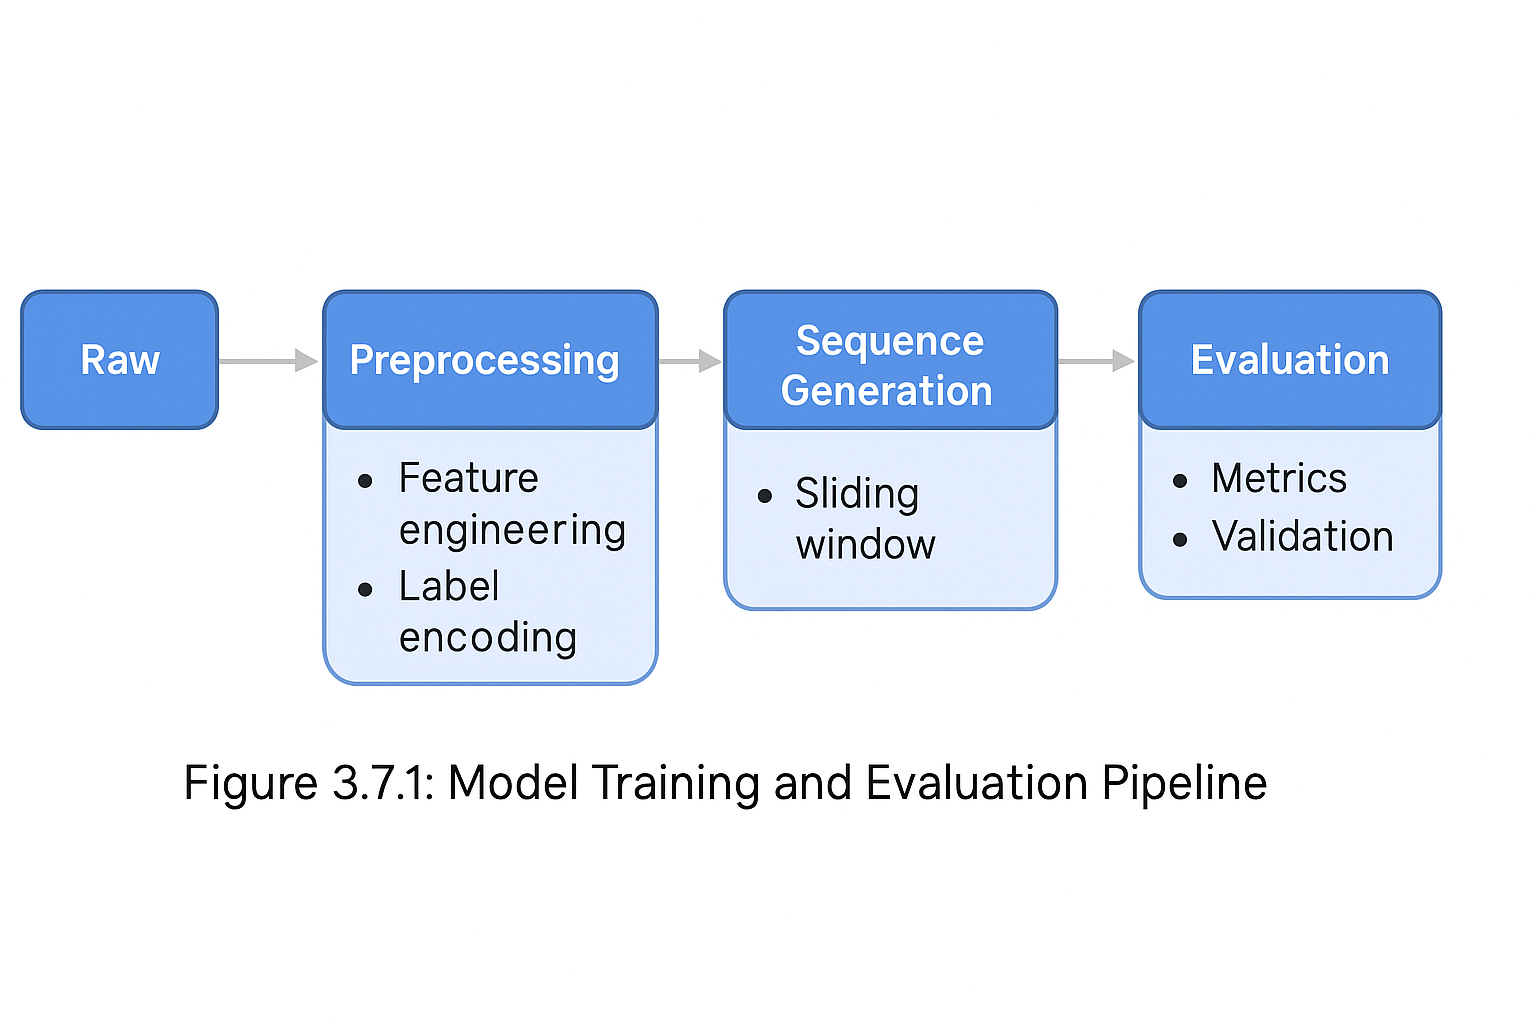 Raw
Preprocessing
• Feature
engineering
• Label
encoding
Sequence
Generation
• Sliding
window
Evaluation
• Metrics
• Validation
Figure 3.7.1: Model Training and Evaluation Pipeline